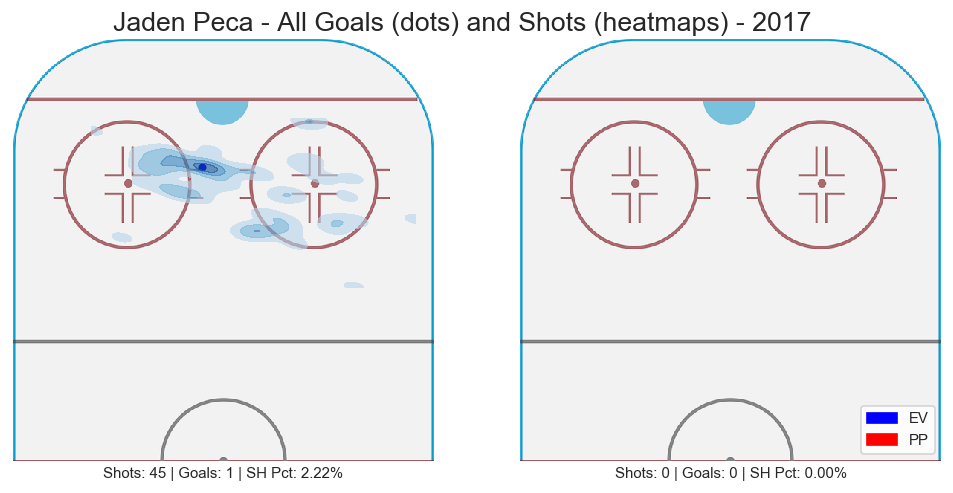 Jaden Peca - All Goals (dots) and Shots (heatmaps) - 2017
EV
PP
Shots: 45 | Goals: 1 | SH Pct: 2.22%
Shots: 0 | Goals: 0 | SH Pct: 0.00%